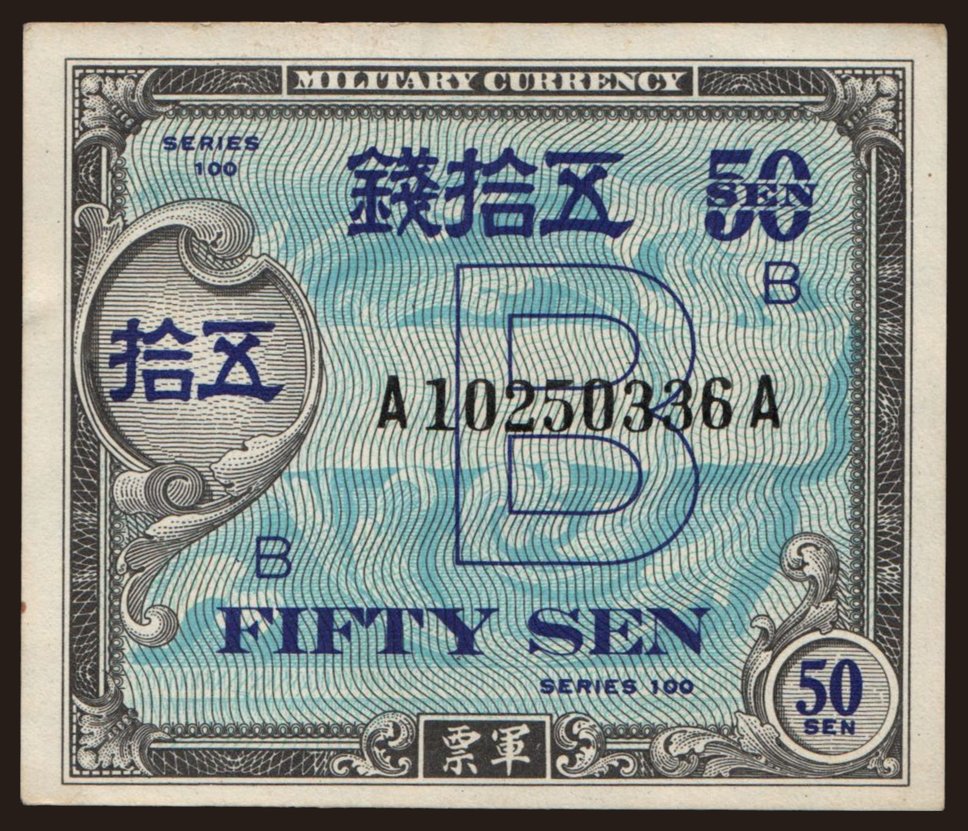 MILITARY CURRENCY
SERIES
100
錢拾五
50
SEN
B
拾五
B
A10250336A
B
FIFTY SEN
SERIES 100
50
SEN
票軍